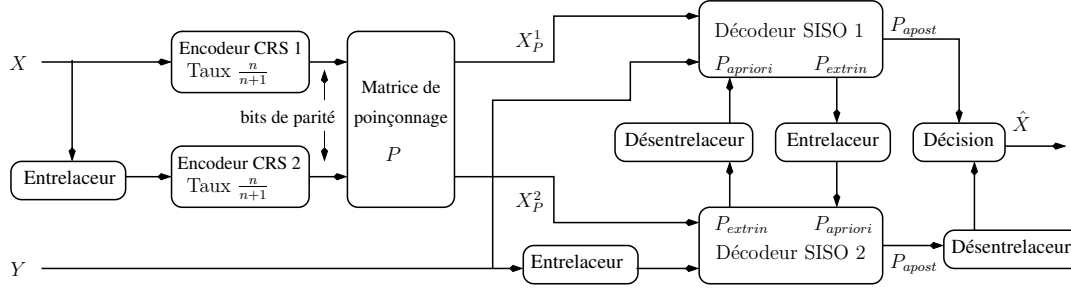 X
Encodeur CRS 1
Taux n/(n+1)
bits de parité
Entrelaceur
Encodeur CRS 2
Taux n/(n+1)
Matrice de
poinçonnage
P
X_P^1
X_P^2
Y
Entrelaceur
Décodeur SISO 1
P_apriori P_extrin
P_apost
Désentrelaceur
Entrelaceur
Décision
X̂
P_extrin P_apriori
Décodeur SISO 2
P_apost
Désentrelaceur